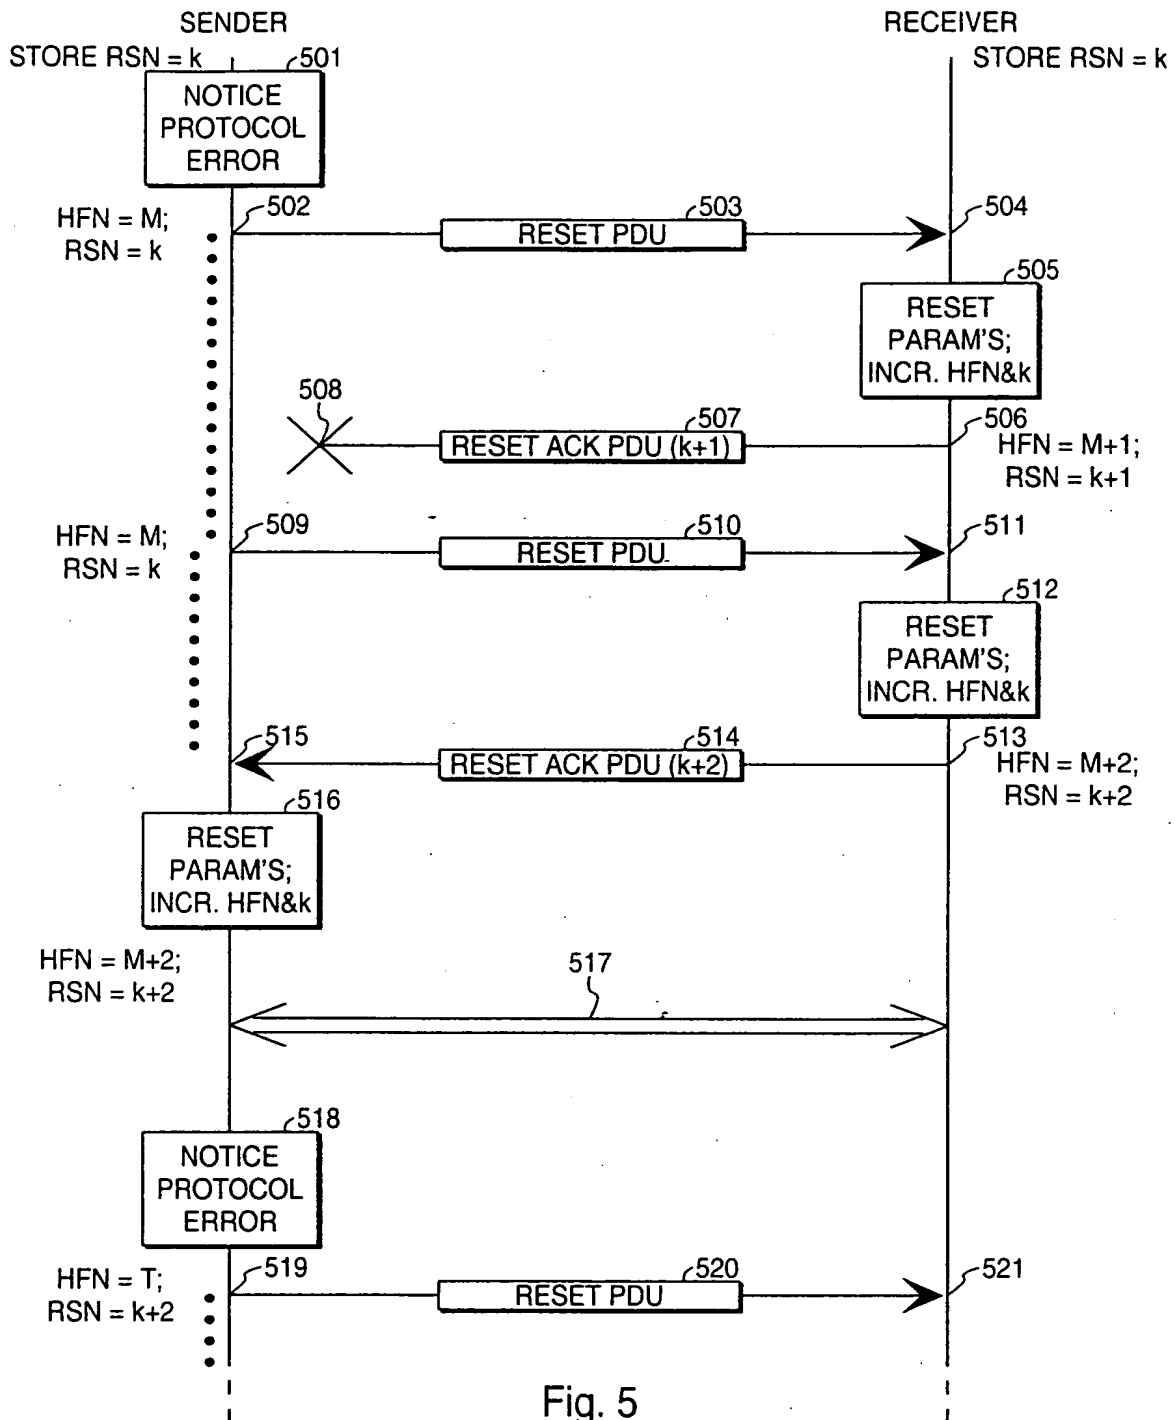 SENDER
RECEIVER
STORE RSN = k
501
STORE RSN = k
NOTICE
PROTOCOL
ERROR
HFN = M;
RSN = k
502
503
RESET PDU
504
505
RESET
PARAM'S;
INCR. HFN&k
508
507
RESET ACK PDU (k+1)
506
HFN = M+1;
RSN = k+1
HFN = M;
RSN = k
509
510
RESET PDU
511
512
RESET
PARAM'S;
INCR. HFN&k
515
514
RESET ACK PDU (k+2)
513
HFN = M+2;
RSN = k+2
516
RESET
PARAM'S;
INCR. HFN&k
HFN = M+2;
RSN = k+2
517
518
NOTICE
PROTOCOL
ERROR
HFN = T;
RSN = k+2
519
520
RESET PDU
521
Fig. 5